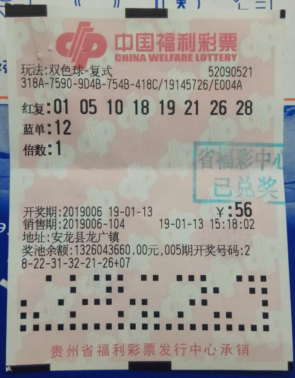 中国福利彩票
CHINA WELFARE LOTTERY
玩法:双色球-复式 52090521
318A-7590-9D4B-754B-418C/19145726/E004A
红复:01 05 10 18 19 21 26 28
蓝单:12
倍数:1
省福彩中心
已兑奖
开奖期:2019006 19-01-13 ¥:56
销售期:2019006-104 19-01-13 15:18:02
地址:安龙县龙广镇
奖池余额:1326043660.00元,005期开奖号码:2
8-22-31-32-21-26+07
贵州省福利彩票发行中心承销